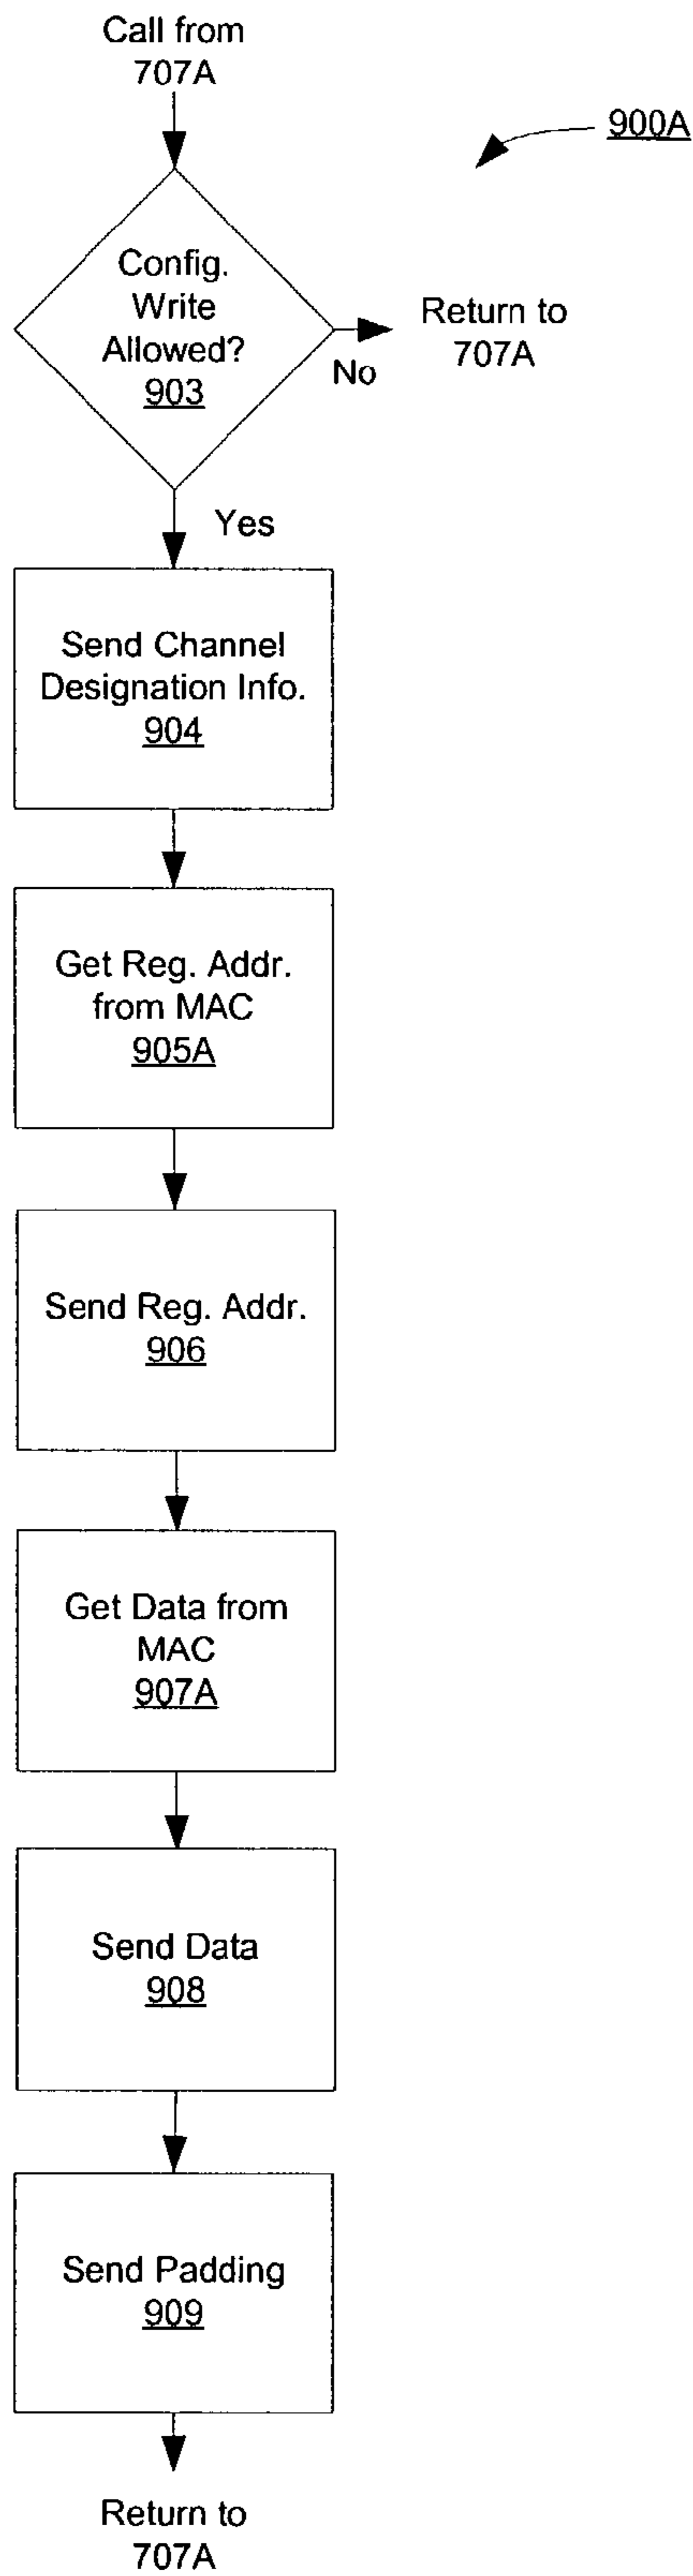 Call from
707A
900A
Config.
Write
Allowed?
903
Return to
707A
No
Yes
Send Channel
Designation Info.
904
Get Reg. Addr.
from MAC
905A
Send Reg. Addr.
906
Get Data from
MAC
907A
Send Data
908
Send Padding
909
Return to
707A